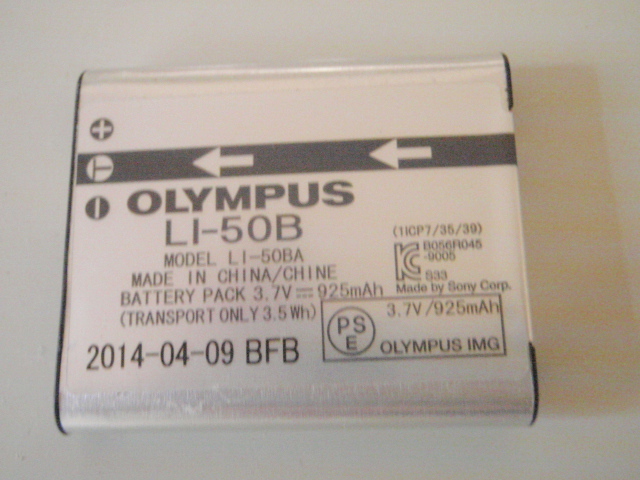 OLYMPUS
LI-50B
MODEL LI-50BA
MADE IN CHINA/CHINE
BATTERY PACK 3.7V⎓925mAh
(TRANSPORT ONLY 3.5Wh)
2014-04-09 BFB
(1ICP7/35/39)
B056R045
-9005
S33
Made by Sony Corp.
PS
E
3.7V/925mAh
OLYMPUS IMG